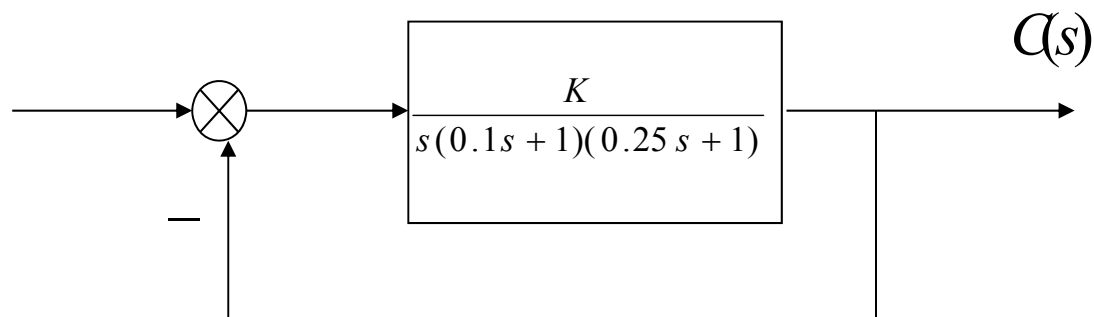 C(s)
K
s(0.1s + 1)(0.25 s + 1)
—